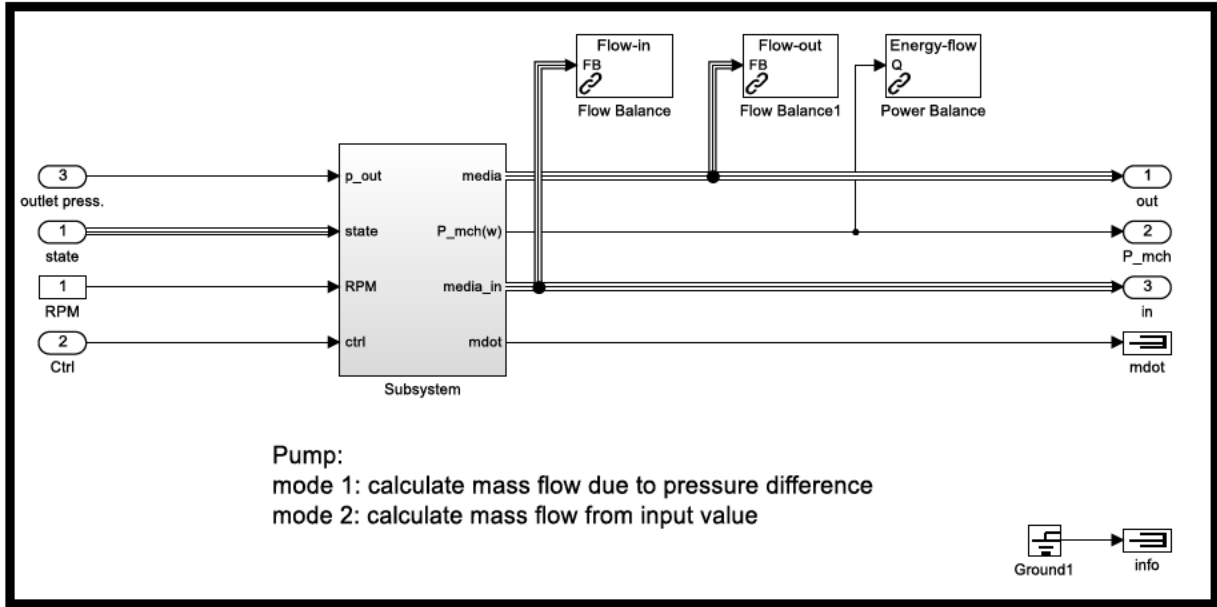 Flow-in
FB
Flow Balance
Flow-out
FB
Flow Balance1
Energy-flow
Q
Power Balance
3
outlet press.
1
state
1
RPM
2
Ctrl
p_out
state
RPM
ctrl
media
P_mch(w)
media_in
mdot
Subsystem
1
out
2
P_mch
3
in
mdot
Pump:
mode 1: calculate mass flow due to pressure difference
mode 2: calculate mass flow from input value
Ground1
info